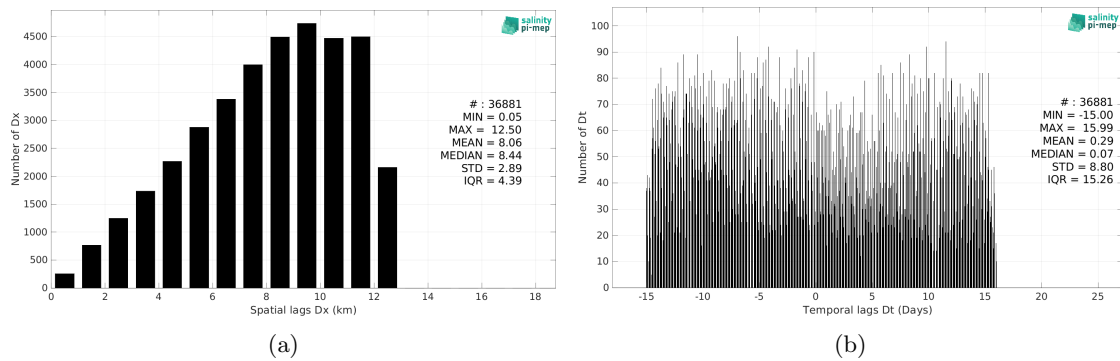 salinity
pi-mep
4500
4000
3500
3000
2500
2000
1500
1000
500
0
Number of Dx
# : 36881
MIN = 0.05
MAX = 12.50
MEAN = 8.06
MEDIAN = 8.44
STD = 2.89
IQR = 4.39
0 2 4 6 8 10 12 14 16 18
Spatial lags Dx (km)
(a)
salinity
pi-mep
100
90
80
70
60
50
40
30
20
10
0
Number of Dt
# : 36881
MIN = -15.00
MAX = 15.99
MEAN = 0.29
MEDIAN = 0.07
STD = 8.80
IQR = 15.26
-15 -10 -5 0 5 10 15 20 25
Temporal lags Dt (Days)
(b)